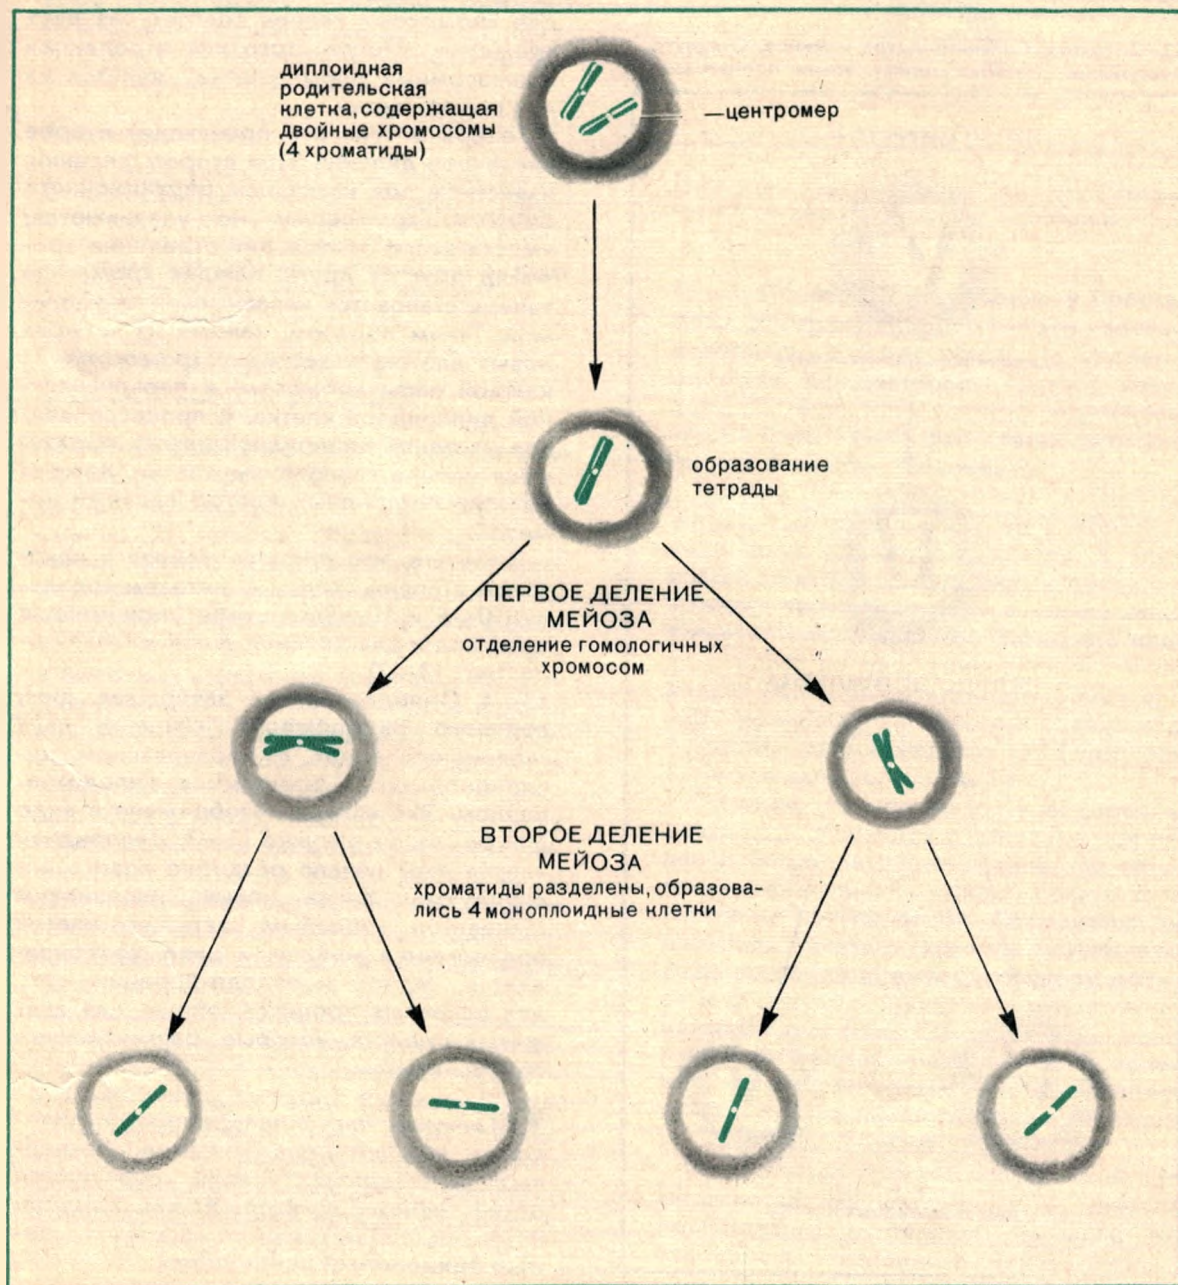 диплоидная
родительская
клетка, содержащая
двойные хромосомы
(4 хроматиды)
—центромер
образование
тетрады
ПЕРВОЕ ДЕЛЕНИЕ
МЕЙОЗА
отделение гомологичных
хромосом
ВТОРОЕ ДЕЛЕНИЕ
МЕЙОЗА
хроматиды разделены, образова-
лись 4 моноплоидные клетки